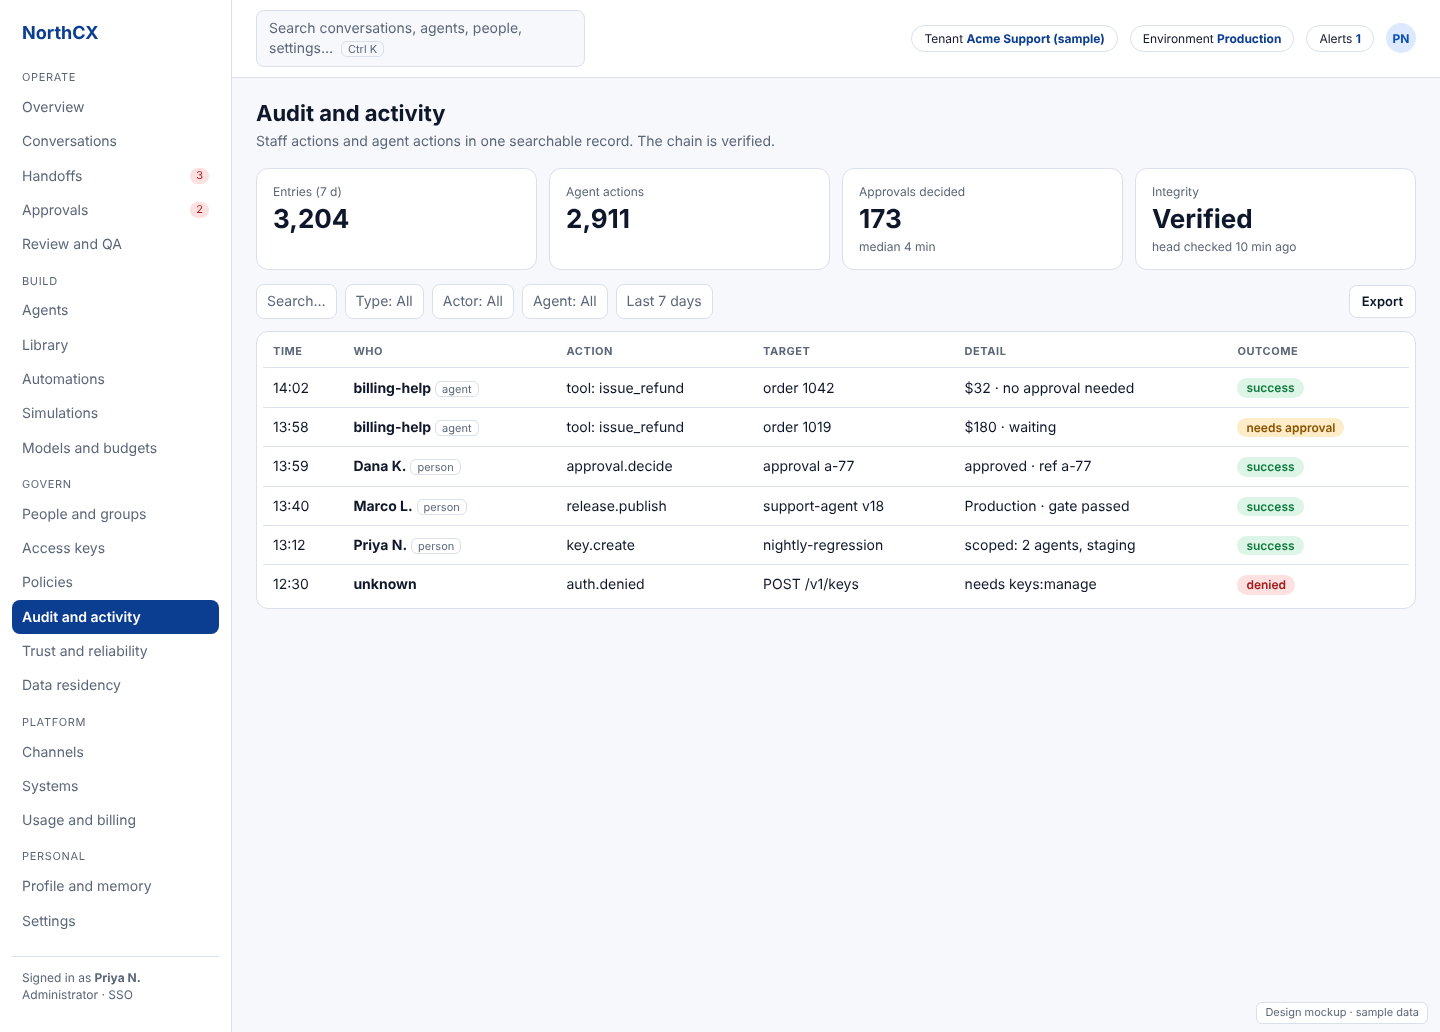 NorthCX
OPERATE
Overview
Conversations
Handoffs 3
Approvals 2
Review and QA
BUILD
Agents
Library
Automations
Simulations
Models and budgets
GOVERN
People and groups
Access keys
Policies
Audit and activity
Trust and reliability
Data residency
PLATFORM
Channels
Systems
Usage and billing
PERSONAL
Profile and memory
Settings
Signed in as Priya N.
Administrator · SSO
Search conversations, agents, people,
settings... Ctrl K
Tenant Acme Support (sample)
Environment Production
Alerts 1
PN
Audit and activity
Staff actions and agent actions in one searchable record. The chain is verified.
Entries (7 d)
3,204
Agent actions
2,911
Approvals decided
173
median 4 min
Integrity
Verified
head checked 10 min ago
Search... Type: All Actor: All Agent: All Last 7 days Export
TIME WHO ACTION TARGET DETAIL OUTCOME
14:02 billing-help agent tool: issue_refund order 1042 $32 · no approval needed success
13:58 billing-help agent tool: issue_refund order 1019 $180 · waiting needs approval
13:59 Dana K. person approval.decide approval a-77 approved · ref a-77 success
13:40 Marco L. person release.publish support-agent v18 Production · gate passed success
13:12 Priya N. person key.create nightly-regression scoped: 2 agents, staging success
12:30 unknown auth.denied POST /v1/keys needs keys:manage denied
Design mockup · sample data